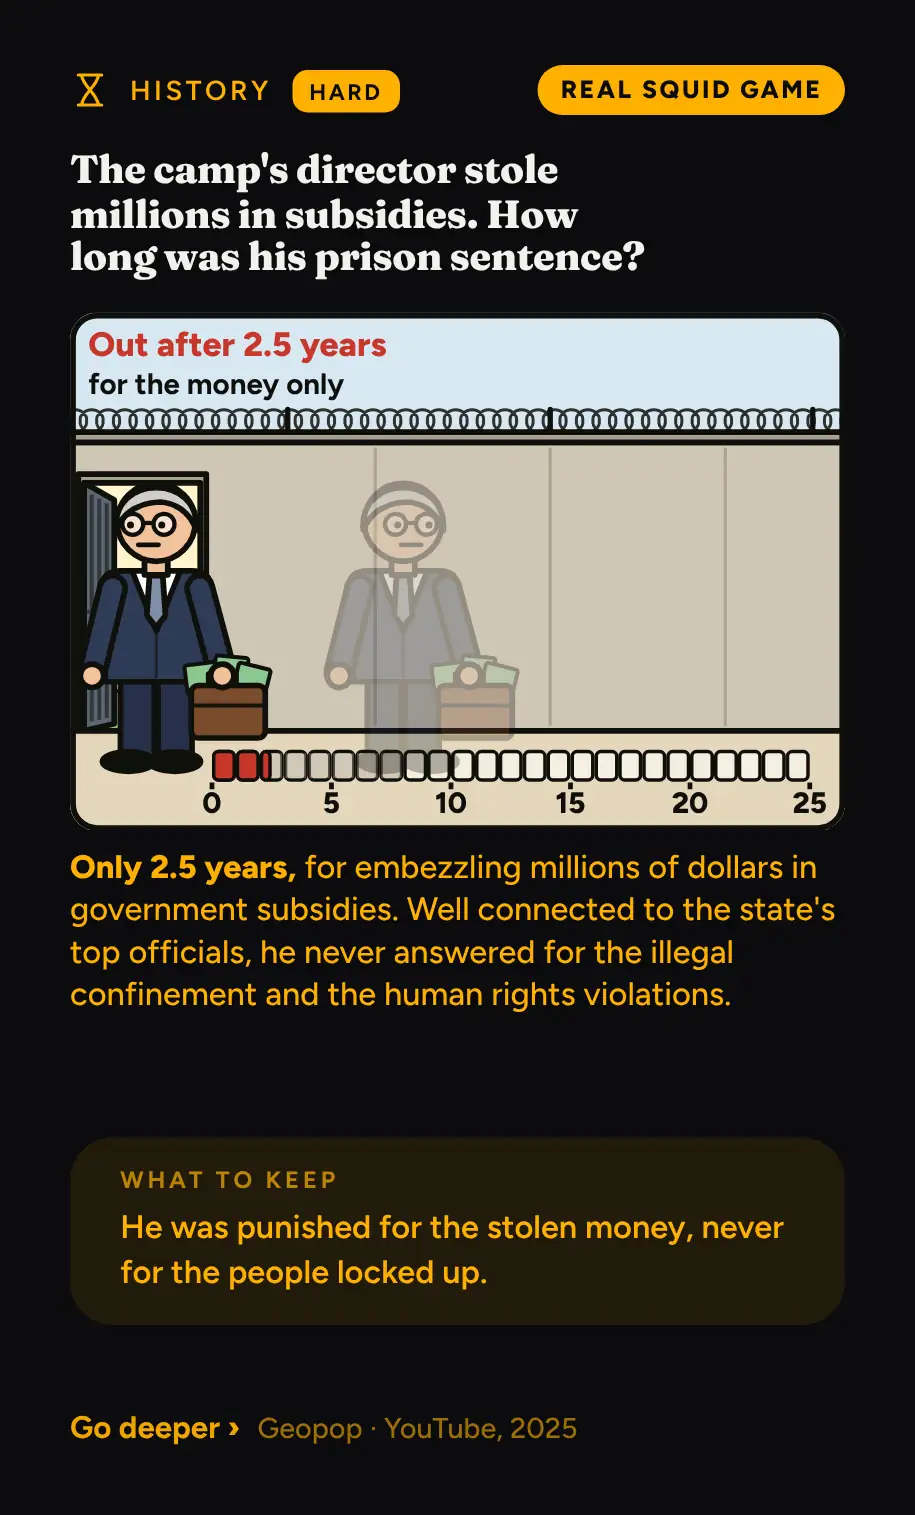 HISTORY HARD REAL SQUID GAME
The camp's director stole
millions in subsidies. How
long was his prison sentence?
Out after 2.5 years
for the money only
0 5 10 15 20 25
Only 2.5 years, for embezzling millions of dollars in
government subsidies. Well connected to the state's
top officials, he never answered for the illegal
confinement and the human rights violations.
WHAT TO KEEP
He was punished for the stolen money, never
for the people locked up.
Go deeper › Geopop · YouTube, 2025